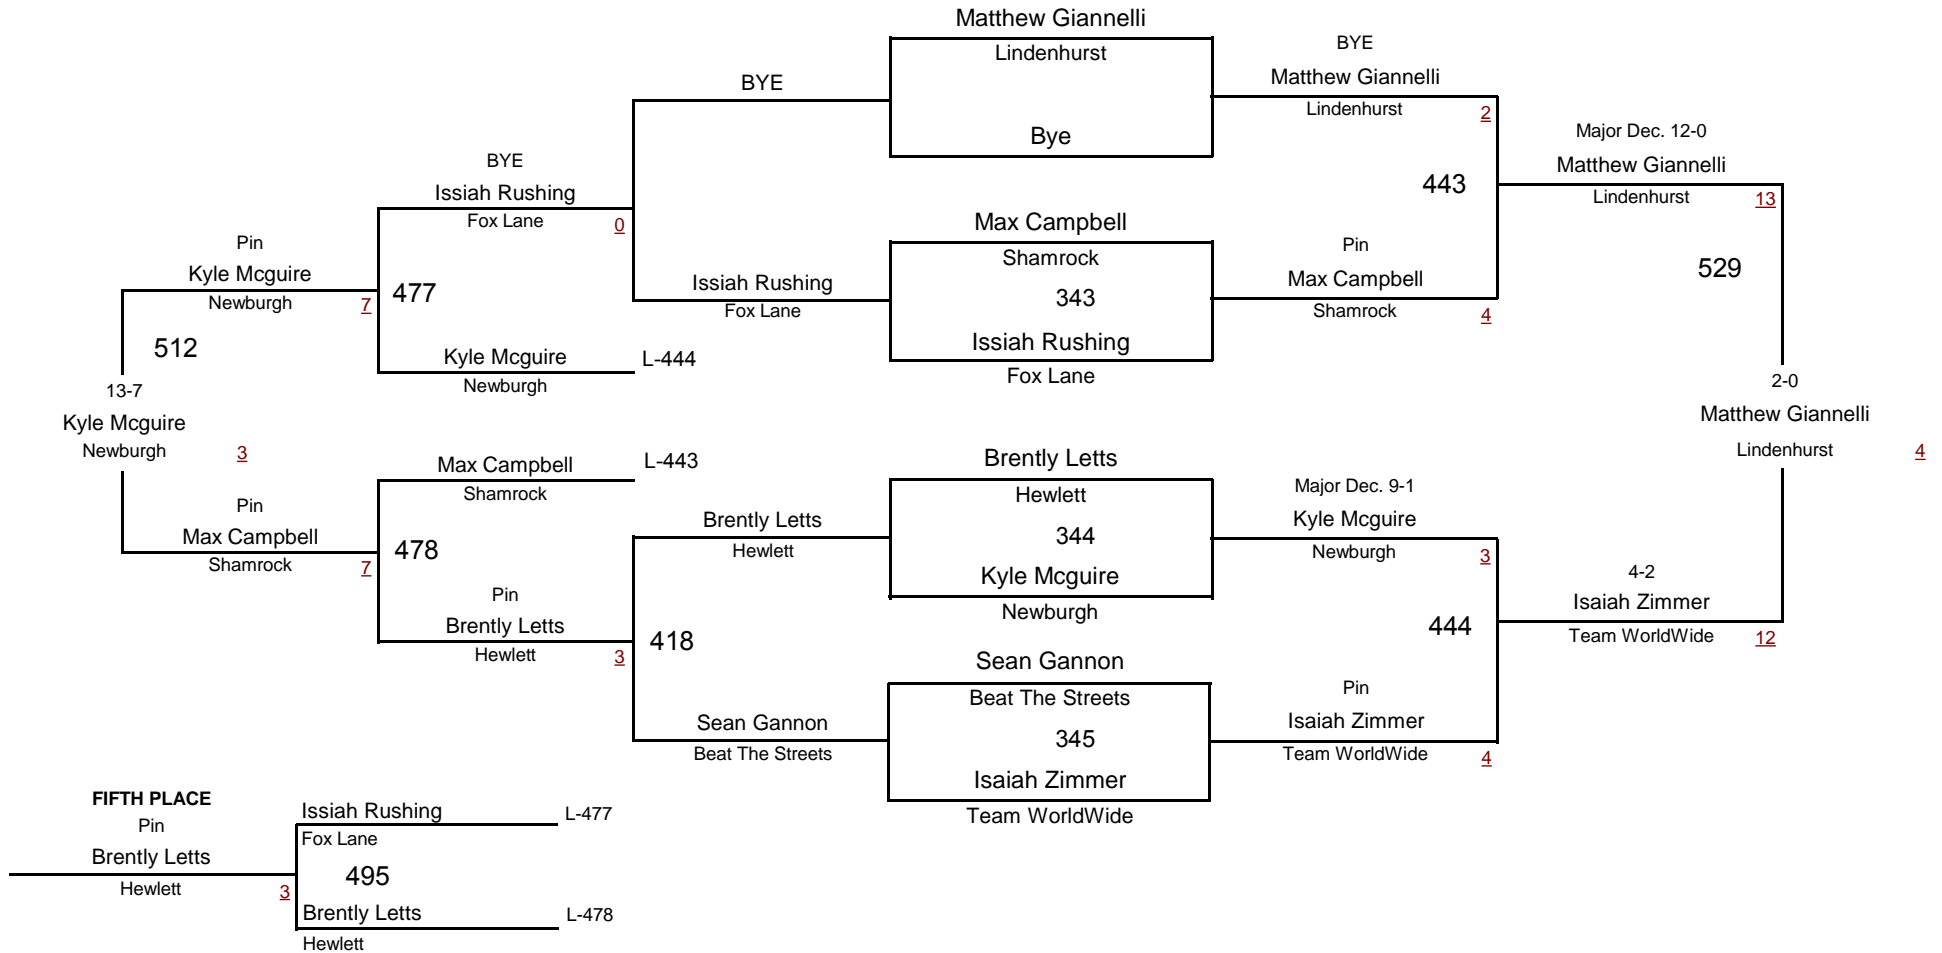 Matthew Giannelli
Lindenhurst
Bye
Max Campbell
Shamrock
343
Issiah Rushing
Fox Lane
Brently Letts
Hewlett
344
Kyle Mcguire
Newburgh
Sean Gannon
Beat The Streets
345
Isaiah Zimmer
Team WorldWide
BYE
Matthew Giannelli
Lindenhurst
2
443
Pin
Max Campbell
Shamrock
4
Major Dec. 9-1
Kyle Mcguire
Newburgh
3
444
Pin
Isaiah Zimmer
Team WorldWide
4
Major Dec. 12-0
Matthew Giannelli
Lindenhurst
13
529
4-2
Isaiah Zimmer
Team WorldWide
12
2-0
Matthew Giannelli
Lindenhurst
4
BYE
Issiah Rushing
Fox Lane
Brently Letts
Hewlett
418
Sean Gannon
Beat The Streets
BYE
Issiah Rushing
Fox Lane
0
477
Kyle Mcguire
L-444
Newburgh
Max Campbell
L-443
Shamrock
478
Pin
Brently Letts
Hewlett
3
Pin
Kyle Mcguire
Newburgh
7
512
Pin
Max Campbell
Shamrock
7
13-7
Kyle Mcguire
Newburgh
3
FIFTH PLACE
Pin
Brently Letts
Hewlett
3
Issiah Rushing
L-477
Fox Lane
495
Brently Letts
L-478
Hewlett